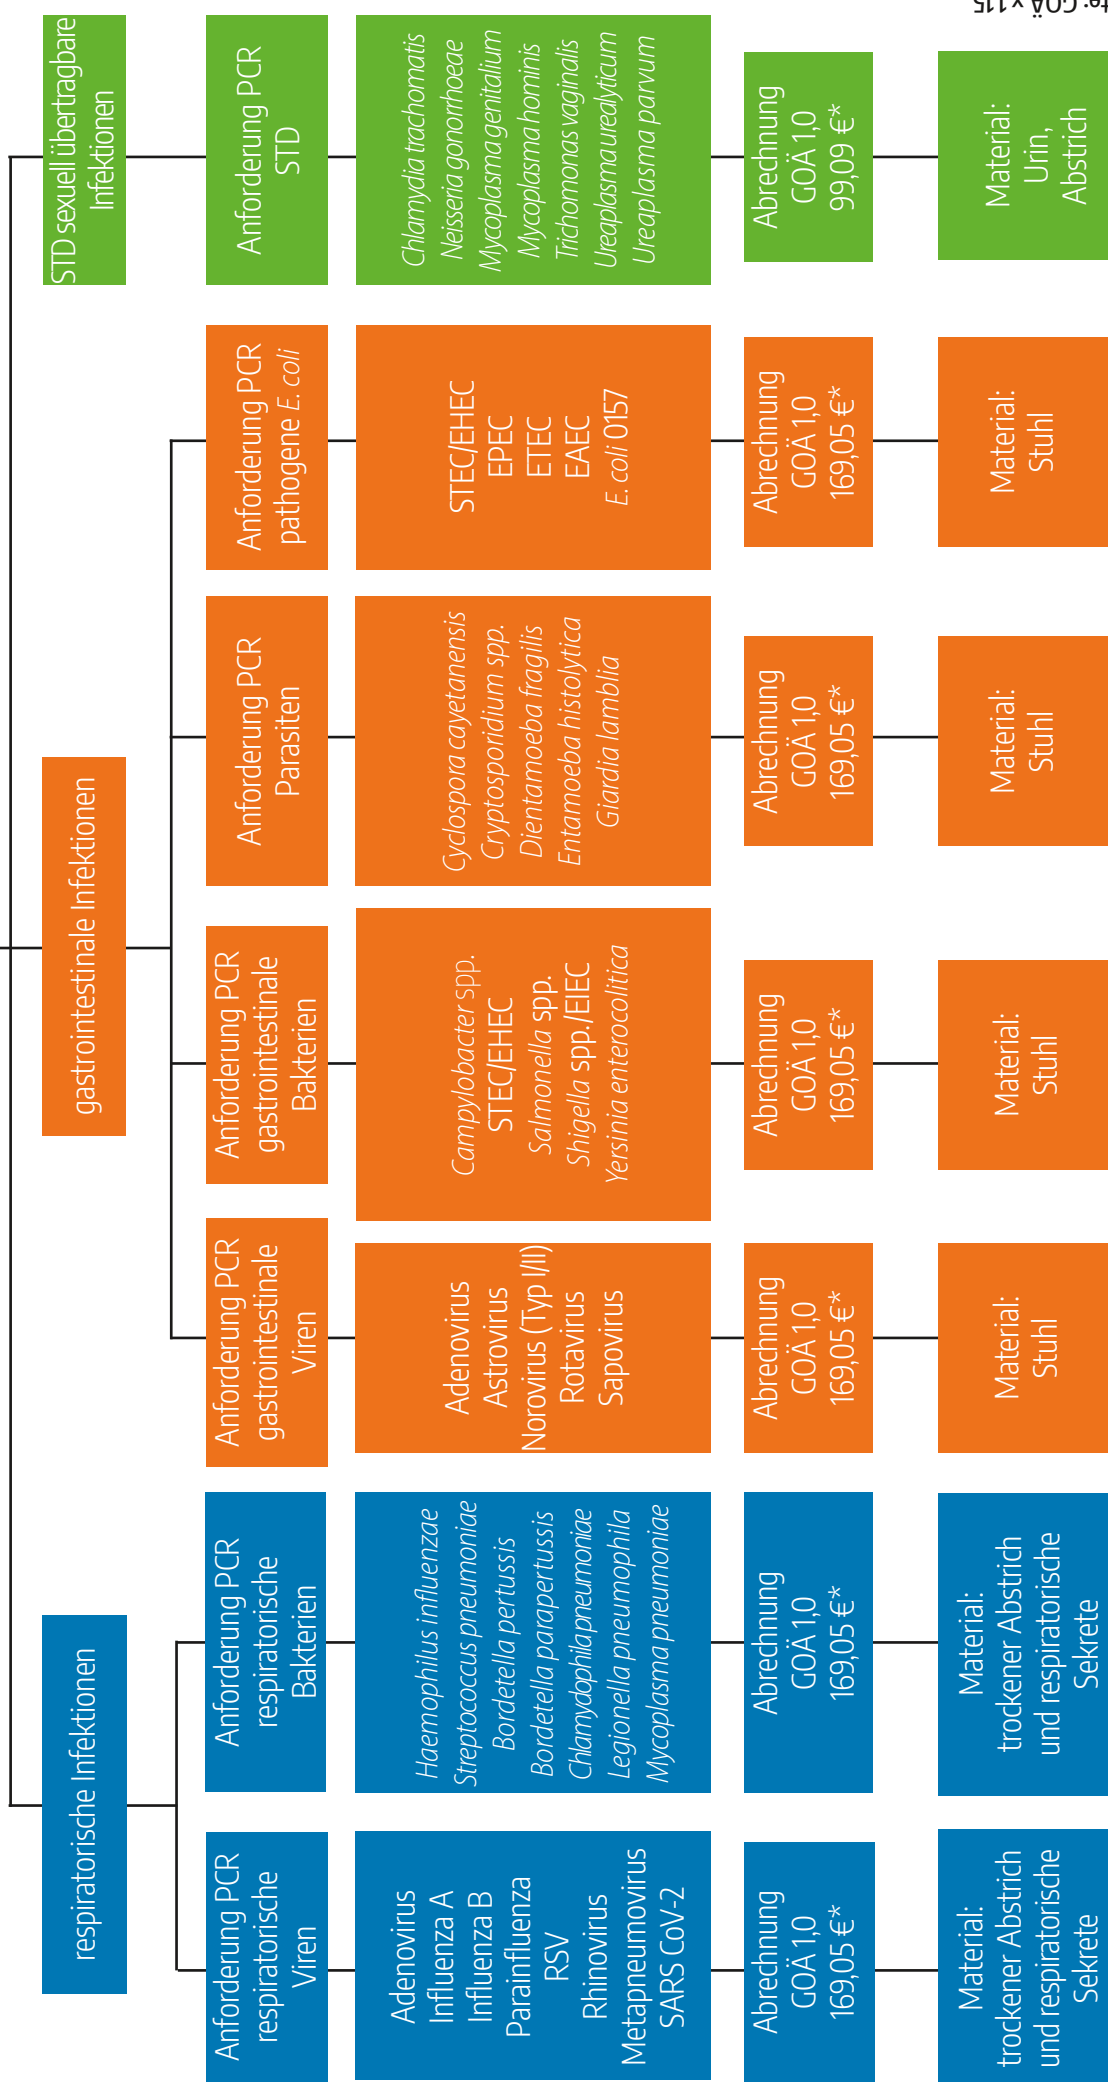 respiratorische Infektionen
gastrointestinale Infektionen
STD sexuell übertragbare
Infektionen
Anforderung PCR
respiratorische
Viren
Anforderung PCR
respiratorische
Bakterien
Anforderung PCR
gastrointestinale
Viren
Anforderung PCR
gastrointestinale
Bakterien
Anforderung PCR
Parasiten
Anforderung PCR
pathogene E. coli
Anforderung PCR
STD
Adenovirus
Influenza A
Influenza B
Parainfluenza
RSV
Rhinovirus
Metapneumovirus
SARS CoV-2
Haemophilus influenzae
Streptococcus pneumoniae
Bordetella pertussis
Bordetella parapertussis
Chlamydophila pneumoniae
Legionella pneumophila
Mycoplasma pneumoniae
Adenovirus
Astrovirus
Norovirus (Typ I/II)
Rotavirus
Sapovirus
Campylobacter spp.
STEC/EHEC
Salmonella spp.
Shigella spp./EIEC
Yersinia enterocolitica
Cyclospora cayetanensis
Cryptosporidium spp.
Dientamoeba fragilis
Entamoeba histolytica
Giardia lamblia
STEC/EHEC
EPEC
ETEC
EAEC
E. coli 0157
Chlamydia trachomatis
Neisseria gonorrhoeae
Mycoplasma genitalium
Mycoplasma hominis
Trichomonas vaginalis
Ureaplasma urealyticum
Ureaplasma parvum
Abrechnung
GOÄ 1,0
169,05 €*
Abrechnung
GOÄ 1,0
169,05 €*
Abrechnung
GOÄ 1,0
169,05 €*
Abrechnung
GOÄ 1,0
169,05 €*
Abrechnung
GOÄ 1,0
169,05 €*
Abrechnung
GOÄ 1,0
169,05 €*
Abrechnung
GOÄ 1,0
99,09 €*
Material:
trockener Abstrich
und respiratorische
Sekrete
Material:
trockener Abstrich
und respiratorische
Sekrete
Material:
Stuhl
Material:
Stuhl
Material:
Stuhl
Material:
Stuhl
Material:
Urin,
Abstrich
GOÄ x 1,15